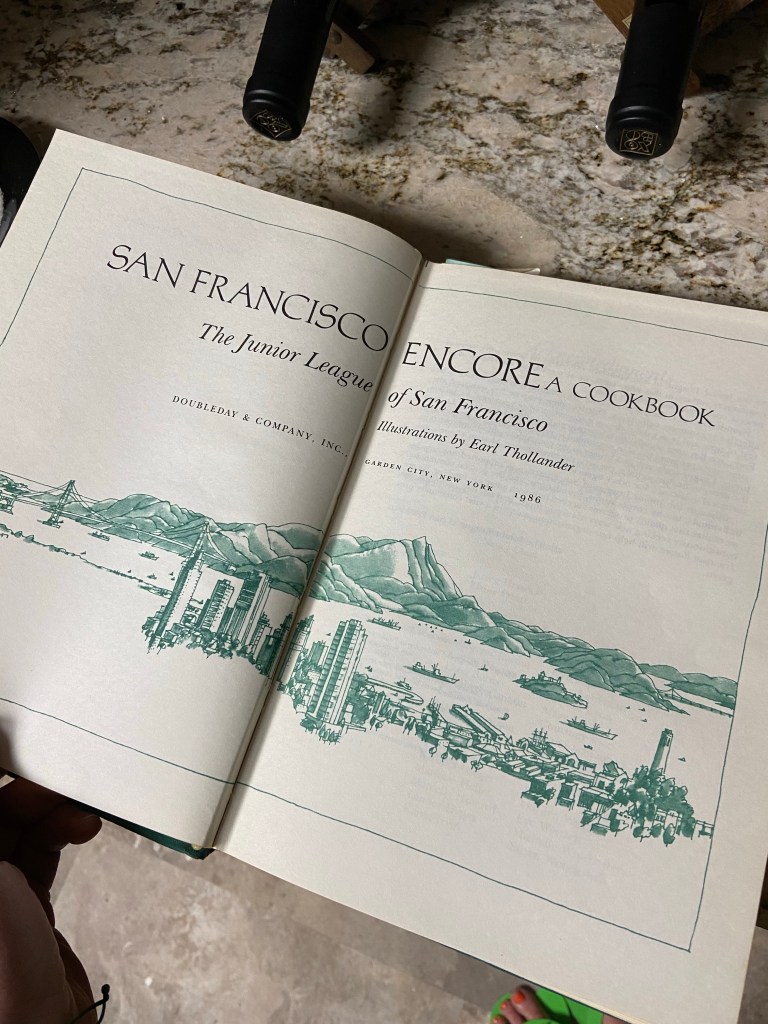 SAN FRANCISCO ENCORE A COOKBOOK
The Junior League of San Francisco
Illustrations by Earl Thollander
DOUBLEDAY & COMPANY, INC., GARDEN CITY, NEW YORK 1986